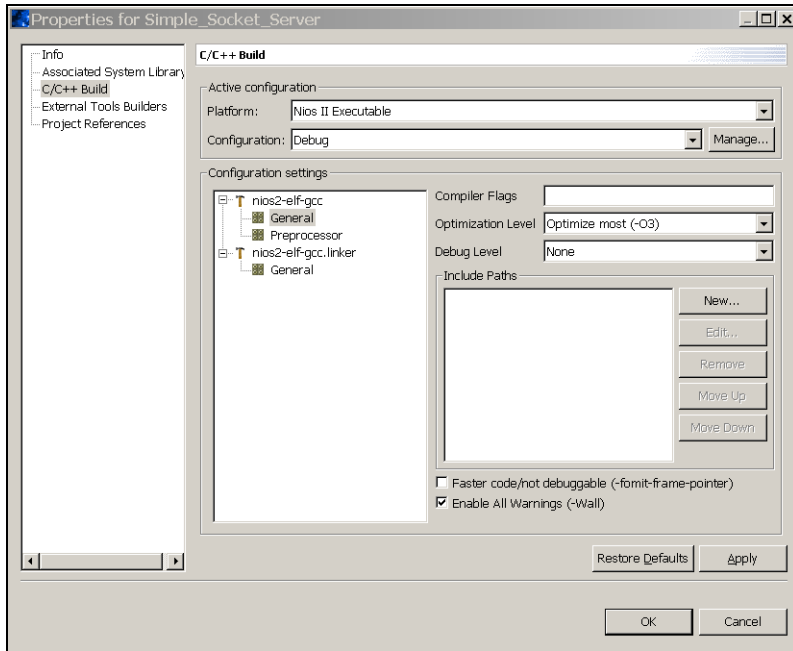 Properties for Simple_Socket_Server
Info
Associated System Library
C/C++ Build
External Tools Builders
Project References
C/C++ Build
Active configuration
Platform: Nios II Executable
Configuration: Debug Manage...
Configuration settings
nios2-elf-gcc
General
Preprocessor
nios2-elf-gcc.linker
General
Compiler Flags
Optimization Level Optimize most (-O3)
Debug Level None
Include Paths
New...
Edit...
Remove
Move Up
Move Down
Faster code/not debuggable (-fomit-frame-pointer)
Enable All Warnings (-Wall)
Restore Defaults Apply
OK Cancel